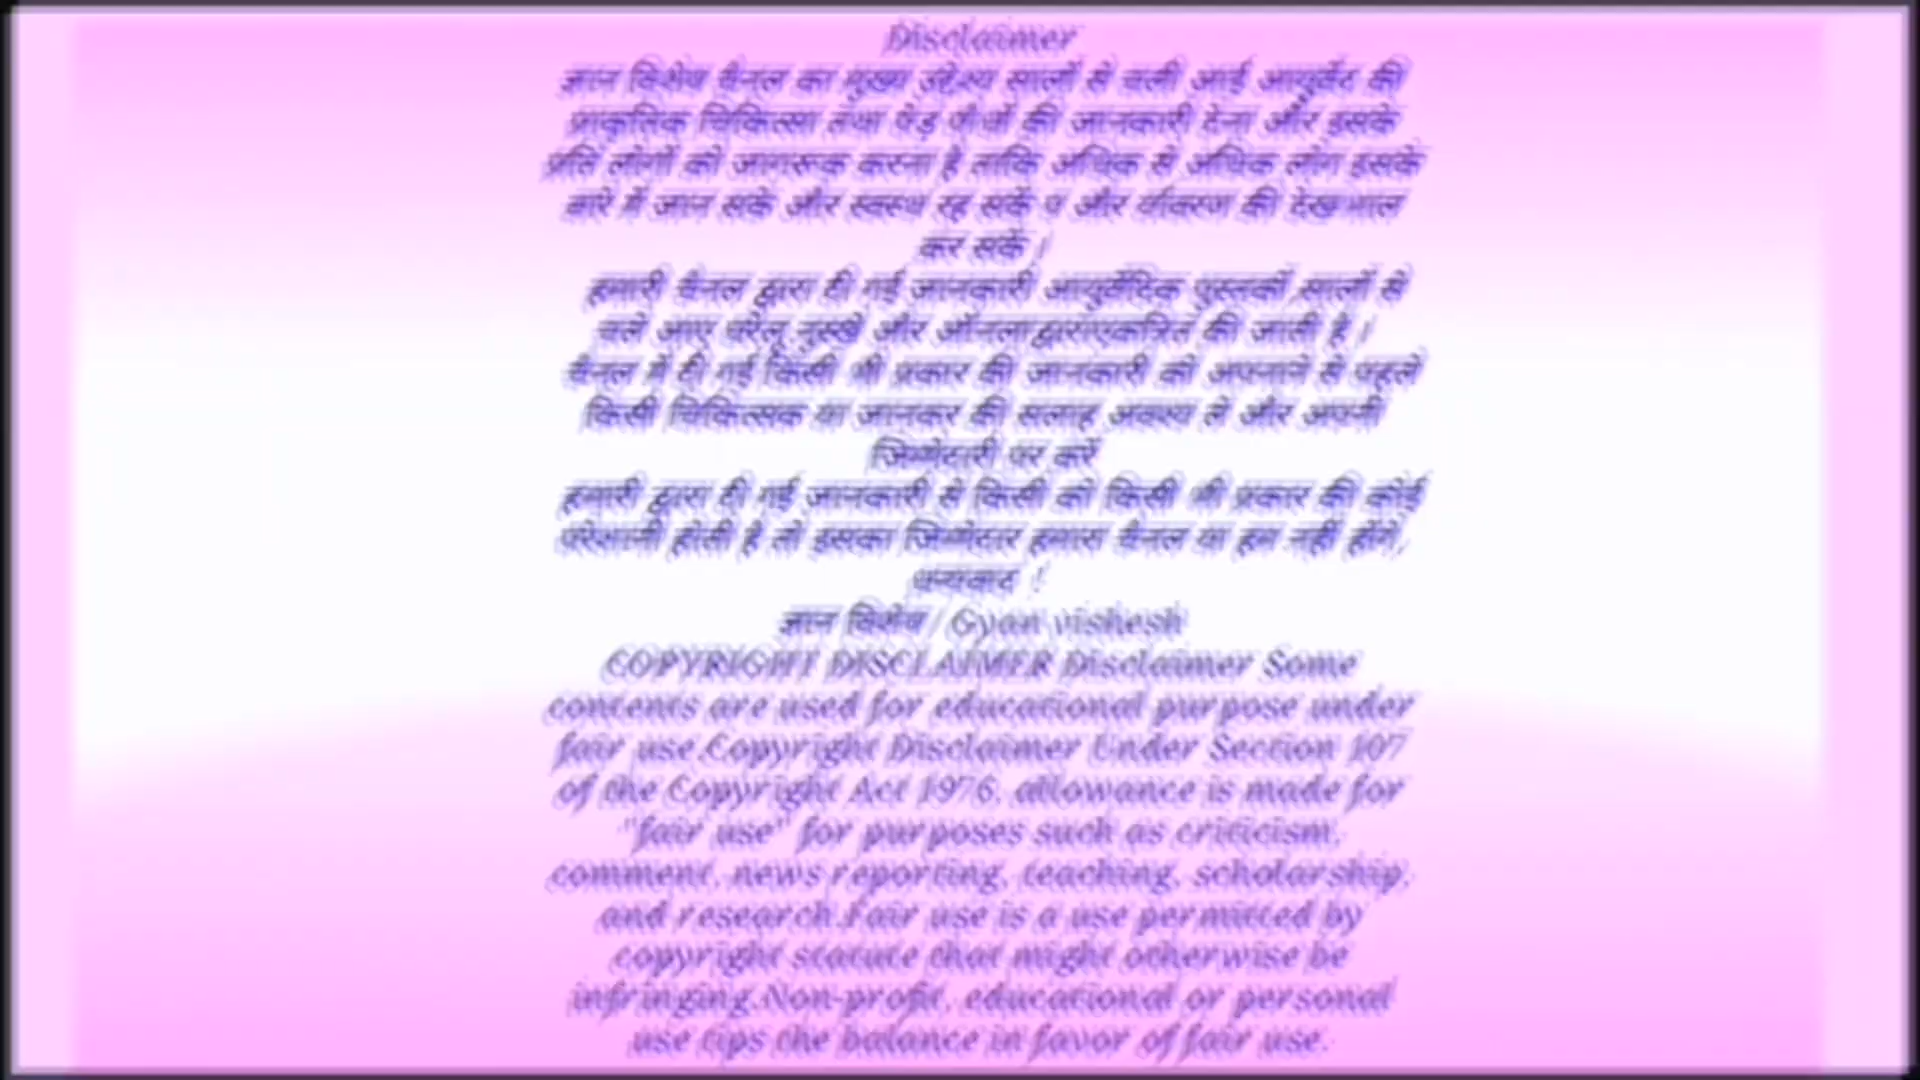 Disclaimer
ज्ञान विशेष चैनल का मुख्य उद्देश्य सालों से चली आई आयुर्वेद की
प्राकृतिक चिकित्सा तथा पेड़ पौधों की जानकारी देना और इसके
प्रति लोगों को जागरूक करना है ताकि अधिक से अधिक लोग इसके
बारे में जान सके और स्वस्थ रह सकें और की देखभाल
कर सकें ।
हमारी चैनल द्वारा दी गई जानकारी आयुर्वेदिक पुस्तकों ,सालों से
चले आए घरेलू नुस्खे और की जाती है ।
चैनल में दी गई किसी भी प्रकार की जानकारी को अपनाने से पहले
किसी चिकित्सक या जानकर की सलाह अवश्य लें और अपनी
जिम्मेदारी पर करें
हमारी द्वारा दी गई जानकारी से किसी को किसी भी प्रकार की कोई
परेशानी होती है तो इसका जिम्मेदार हमारा चैनल या हम नहीं होंगे,
धन्यवाद !
ज्ञान विशेष / Gyan vishesh
COPYRIGHT DISCLAIMER Disclaimer Some
contents are used for educational purpose under
fair use.Copyright Disclaimer Under Section 107
of the Copyright Act 1976, allowance is made for
"fair use" for purposes such as criticism,
comment, news reporting, teaching, scholarship,
and research.Fair use is a use permitted by
copyright statute that might otherwise be
infringing.Non-profit, educational or personal
use tips the balance in favor of fair use.